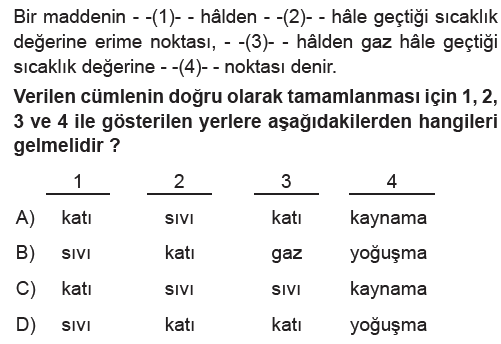 Bir maddenin - -(1)- - hâlden - -(2)- - hâle geçtiği sıcaklık
değerine erime noktası, - -(3)- - hâlden gaz hâle geçtiği
sıcaklık değerine - -(4)- - noktası denir.
Verilen cümlenin doğru olarak tamamlanması için 1, 2,
3 ve 4 ile gösterilen yerlere aşağıdakilerden hangileri
gelmelidir ?
1 2 3 4
A) katı sıvı katı kaynama
B) sıvı katı gaz yoğuşma
C) katı sıvı sıvı kaynama
D) sıvı katı katı yoğuşma